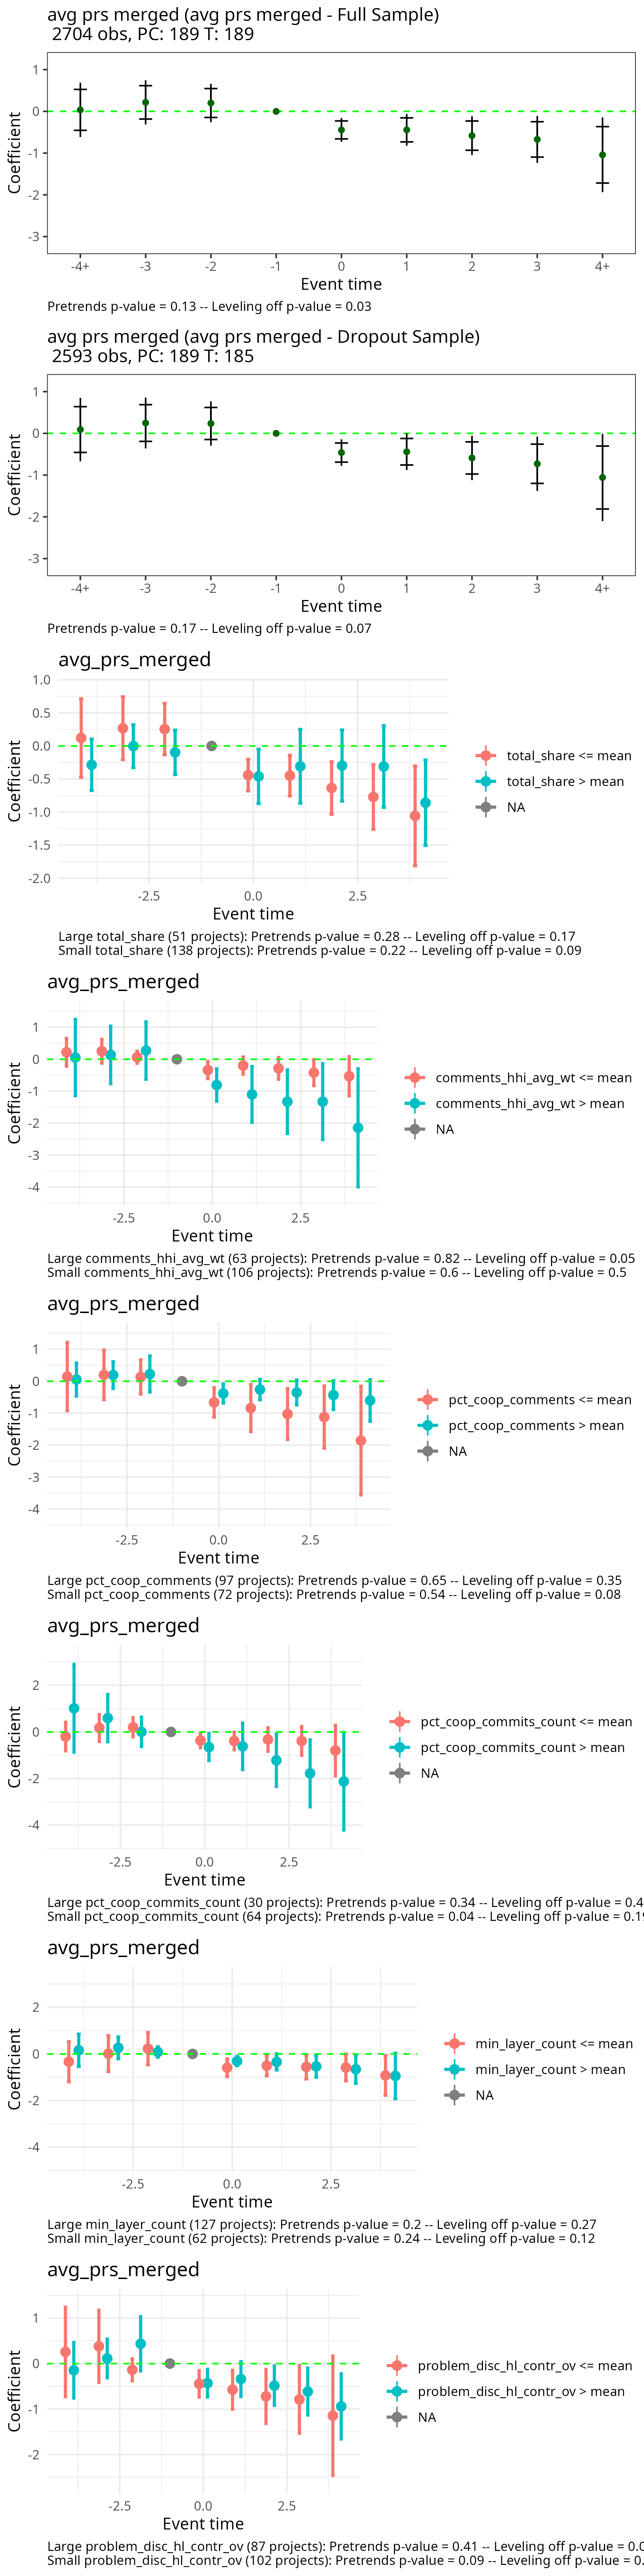 avg prs merged (avg prs merged - Full Sample)
2704 obs, PC: 189 T: 189
Coefficient
1
0
-1
-2
-3
-4+
-3
-2
-1
0
1
2
3
4+
Event time
Pretrends p-value = 0.13 -- Leveling off p-value = 0.03
avg prs merged (avg prs merged - Dropout Sample)
2593 obs, PC: 189 T: 185
Coefficient
1
0
-1
-2
-3
-4+
-3
-2
-1
0
1
2
3
4+
Event time
Pretrends p-value = 0.17 -- Leveling off p-value = 0.07
avg_prs_merged
Coefficient
1.0
0.5
0.0
-0.5
-1.0
-1.5
-2.0
-2.5
0.0
2.5
Event time
total_share <= mean
total_share > mean
NA
Large total_share (51 projects): Pretrends p-value = 0.28 -- Leveling off p-value = 0.17
Small total_share (138 projects): Pretrends p-value = 0.22 -- Leveling off p-value = 0.09
avg_prs_merged
Coefficient
1
0
-1
-2
-3
-4
-2.5
0.0
2.5
Event time
comments_hhi_avg_wt <= mean
comments_hhi_avg_wt > mean
NA
Large comments_hhi_avg_wt (63 projects): Pretrends p-value = 0.82 -- Leveling off p-value = 0.05
Small comments_hhi_avg_wt (106 projects): Pretrends p-value = 0.6 -- Leveling off p-value = 0.5
avg_prs_merged
Coefficient
1
0
-1
-2
-3
-4
-2.5
0.0
2.5
Event time
pct_coop_comments <= mean
pct_coop_comments > mean
NA
Large pct_coop_comments (97 projects): Pretrends p-value = 0.65 -- Leveling off p-value = 0.35
Small pct_coop_comments (72 projects): Pretrends p-value = 0.54 -- Leveling off p-value = 0.08
avg_prs_merged
Coefficient
2
0
-2
-4
-2.5
0.0
2.5
Event time
pct_coop_commits_count <= mean
pct_coop_commits_count > mean
NA
Large pct_coop_commits_count (30 projects): Pretrends p-value = 0.34 -- Leveling off p-value = 0.4
Small pct_coop_commits_count (64 projects): Pretrends p-value = 0.04 -- Leveling off p-value = 0.19
avg_prs_merged
Coefficient
2
0
-2
-4
-2.5
0.0
2.5
Event time
min_layer_count <= mean
min_layer_count > mean
NA
Large min_layer_count (127 projects): Pretrends p-value = 0.2 -- Leveling off p-value = 0.27
Small min_layer_count (62 projects): Pretrends p-value = 0.24 -- Leveling off p-value = 0.12
avg_prs_merged
Coefficient
1
0
-1
-2
-2.5
0.0
2.5
Event time
problem_disc_hl_contr_ov <= mean
problem_disc_hl_contr_ov > mean
NA
Large problem_disc_hl_contr_ov (87 projects): Pretrends p-value = 0.41 -- Leveling off p-value = 0.0
Small problem_disc_hl_contr_ov (102 projects): Pretrends p-value = 0.09 -- Leveling off p-value = 0.